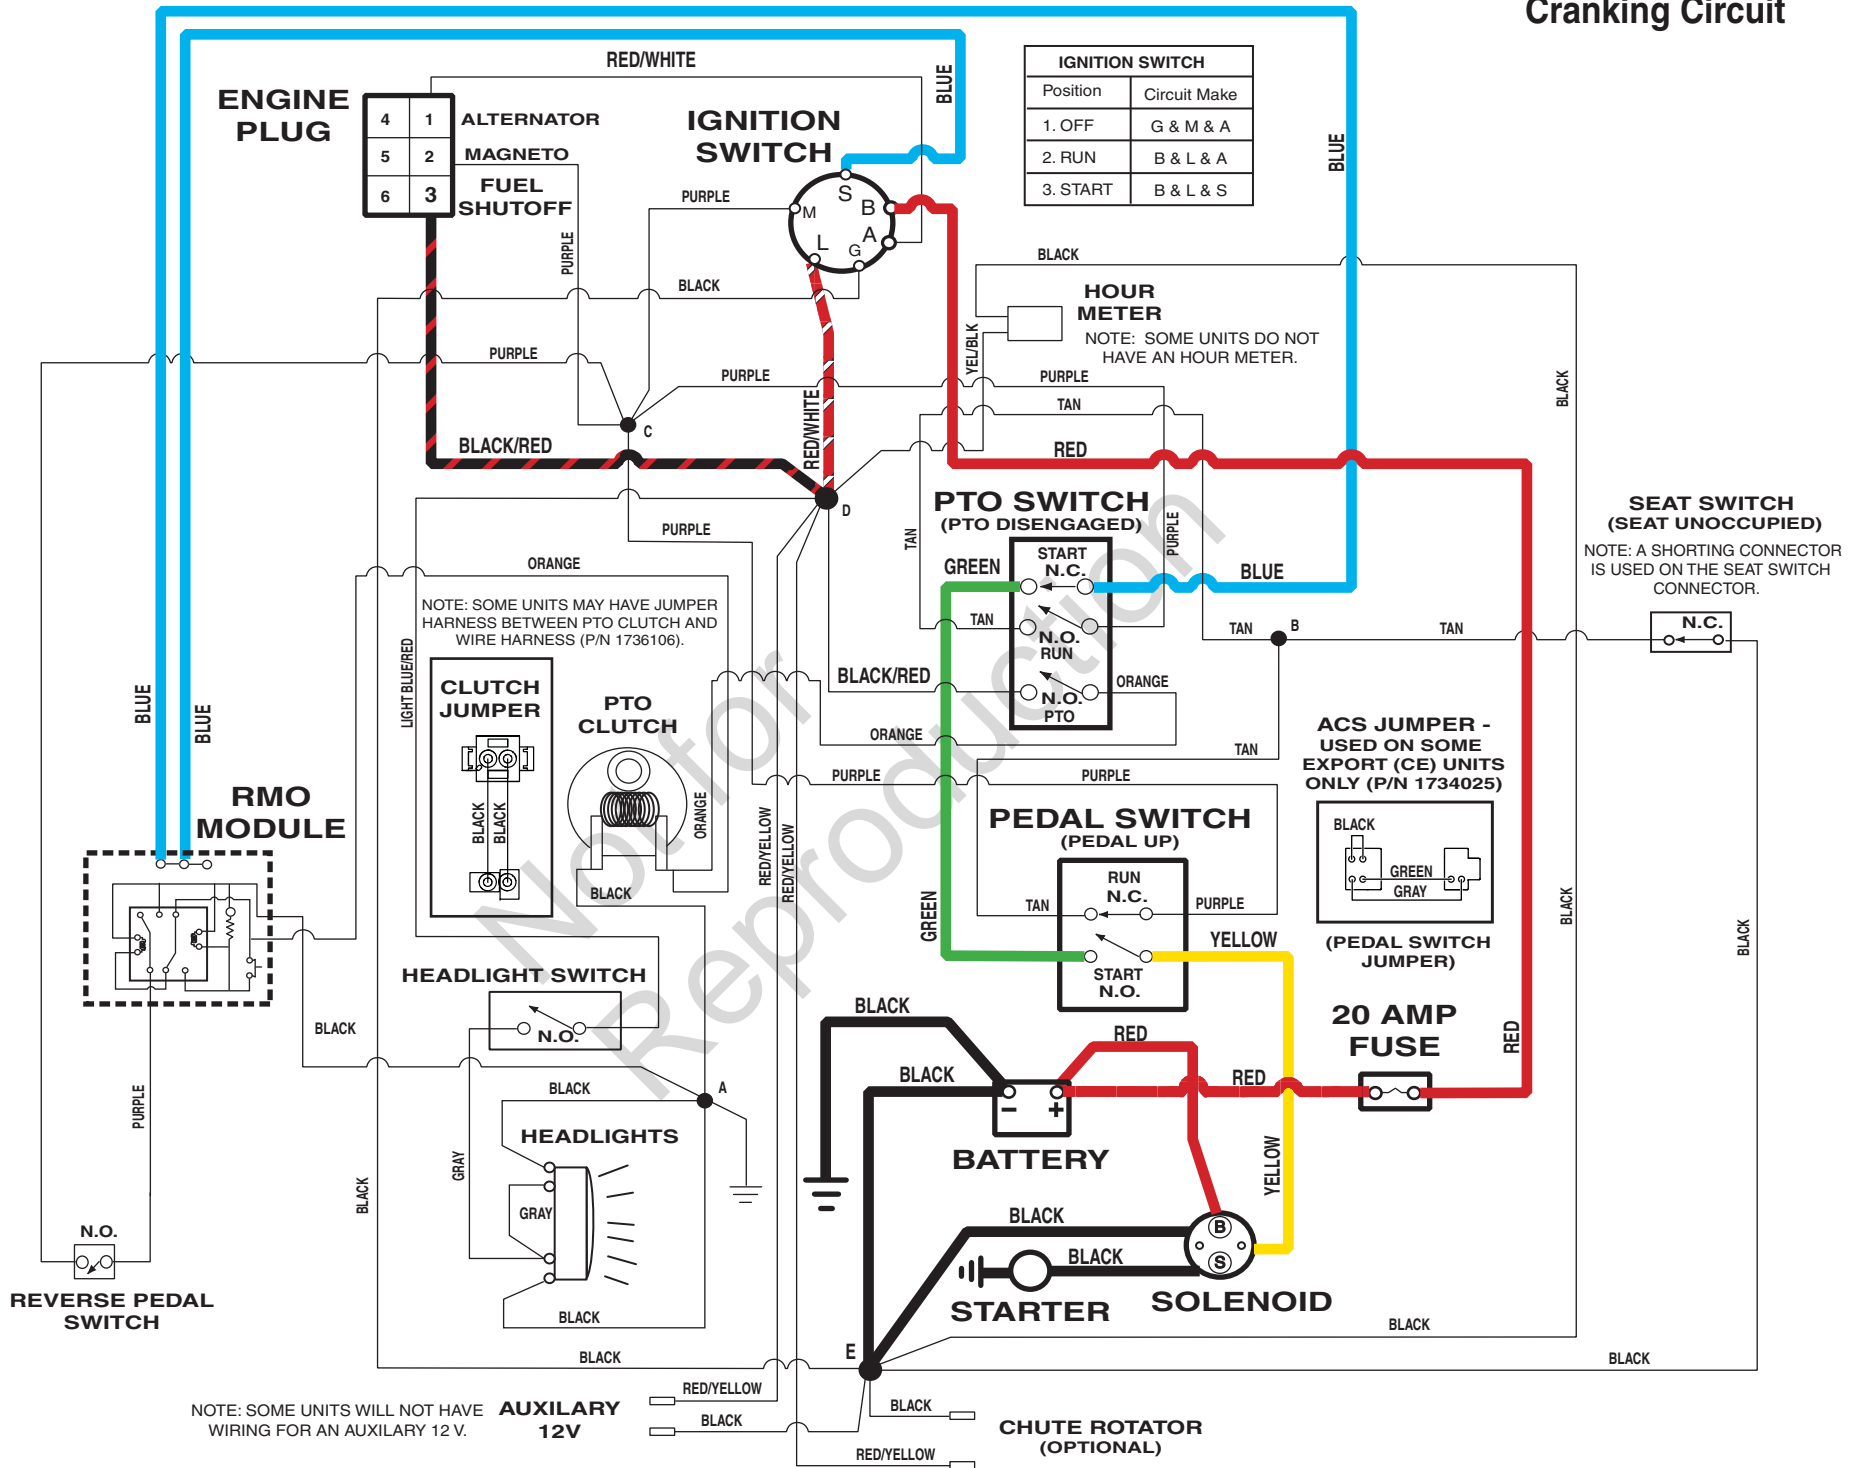 Cranking Circuit
RED/WHITE
BLUE
IGNITION SWITCH
Position
Circuit Make
1. OFF
G & M & A
2. RUN
B & L & A
3. START
B & L & S
ENGINE
PLUG
4
1
ALTERNATOR
5
2
MAGNETO
6
3
FUEL
SHUTOFF
IGNITION
SWITCH
S
M
B
L
A
G
PURPLE
PURPLE
BLUE
BLACK
BLACK
HOUR
METER
NOTE: SOME UNITS DO NOT
HAVE AN HOUR METER.
YEL/BLK
PURPLE
PURPLE
PURPLE
TAN
BLACK
RED/WHITE
C
BLACK/RED
RED
D
PTO SWITCH
(PTO DISENGAGED)
SEAT SWITCH
(SEAT UNOCCUPIED)
NOTE: A SHORTING CONNECTOR
IS USED ON THE SEAT SWITCH
CONNECTOR.
PURPLE
TAN
PURPLE
ORANGE
GREEN
START
N.C.
BLUE
NOTE: SOME UNITS MAY HAVE JUMPER
HARNESS BETWEEN PTO CLUTCH AND
WIRE HARNESS (P/N 1736106).
TAN
N.O.
RUN
TAN
B
TAN
N.C.
LIGHT BLUE/RED
BLACK/RED
ORANGE
N.O.
PTO
CLUTCH
JUMPER
PTO
CLUTCH
BLUE
BLUE
ORANGE
TAN
ACS JUMPER -
USED ON SOME
EXPORT (CE) UNITS
ONLY (P/N 1734025)
PURPLE
PURPLE
RMO
MODULE
BLACK
BLACK
ORANGE
RED/YELLOW
RED/YELLOW
PEDAL SWITCH
(PEDAL UP)
BLACK
GREEN
GRAY
RUN
N.C.
BLACK
TAN
PURPLE
GREEN
BLACK
BLACK
YELLOW
(PEDAL SWITCH
JUMPER)
HEADLIGHT SWITCH
START
N.O.
N.O.
BLACK
BLACK
RED
20 AMP
FUSE
RED
BLACK
RED
BLACK
PURPLE
A
−
+
HEADLIGHTS
BATTERY
YELLOW
GRAY
BLACK
GRAY
BLACK
B
S
N.O.
BLACK
STARTER
SOLENOID
REVERSE PEDAL
SWITCH
BLACK
BLACK
BLACK
E
BLACK
RED/YELLOW
NOTE: SOME UNITS WILL NOT HAVE
WIRING FOR AN AUXILARY 12 V.
AUXILARY
12V
BLACK
BLACK
CHUTE ROTATOR
(OPTIONAL)
RED/YELLOW
Not for
Reproduction